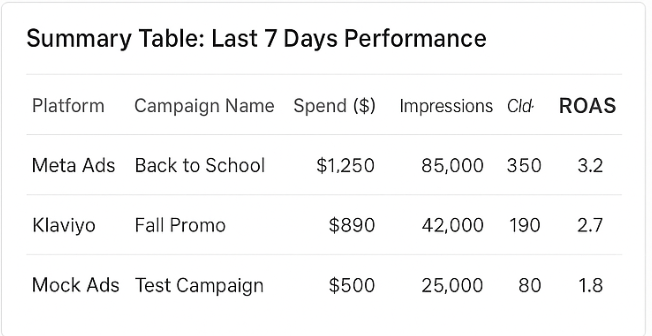 Summary Table: Last 7 Days Performance
Platform Campaign Name Spend ($) Impressions Cld- ROAS
Meta Ads Back to School $1,250 85,000 350 3.2
Klaviyo Fall Promo $890 42,000 190 2.7
Mock Ads Test Campaign $500 25,000 80 1.8